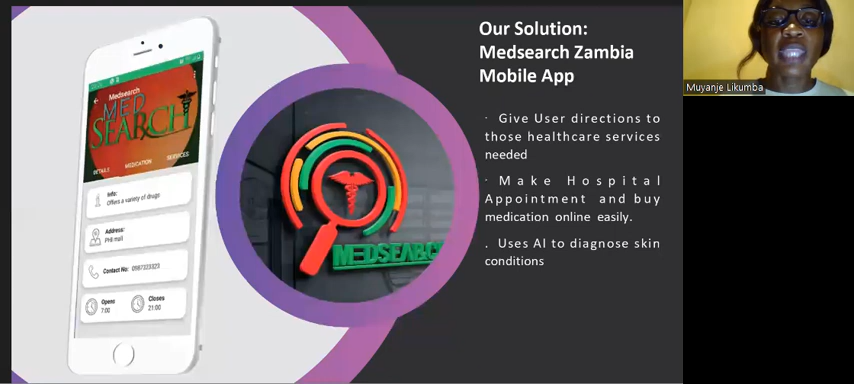 Our Solution:
Medsearch Zambia
Mobile App
· Give User directions to
those healthcare services
needed
· Make Hospital
Appointment and buy
medication online easily.
. Uses AI to diagnose skin
conditions
Medsearch
MED
SEARCH
DETAILS MEDICATION SERVICES
Info:
Offers a variety of drugs
Address:
PHI mall
Contact No: 0987323323
Opens Closes
7:00 21:00
MEDSEARCH
Muyanje Likumba